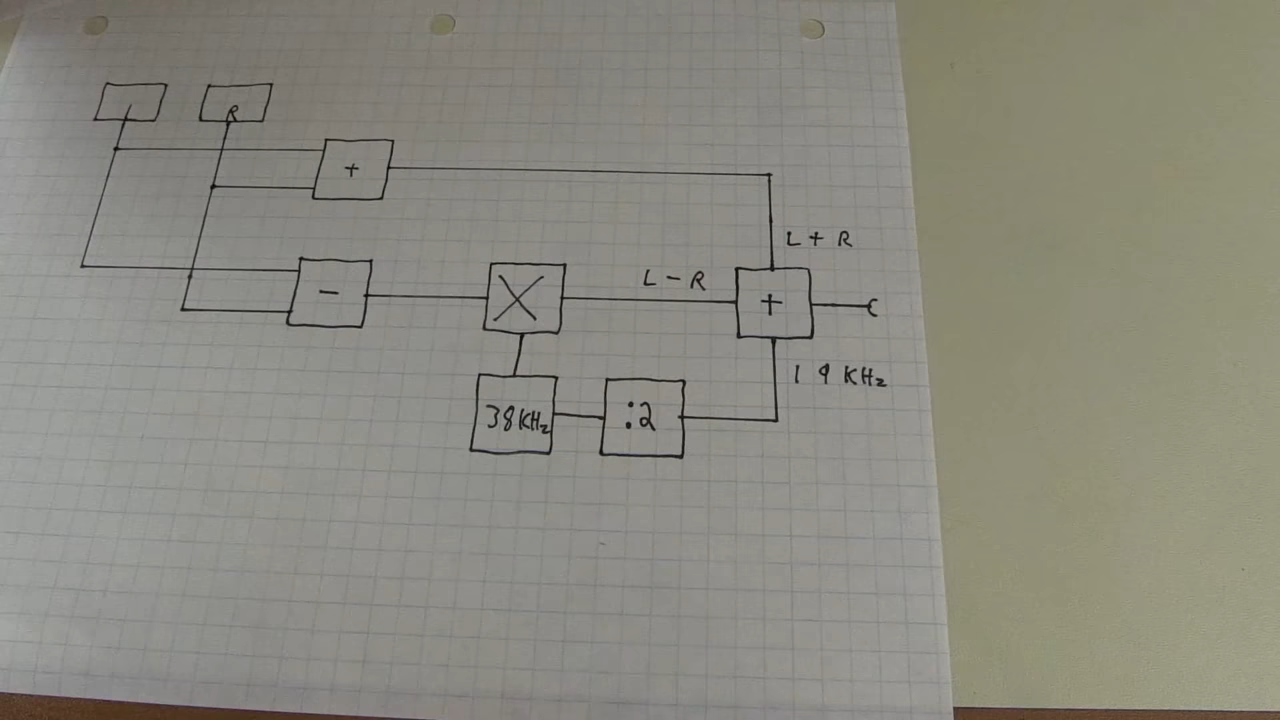 R
+
L + R
L - R
-
X
+
19 KHz
38KHz
:2